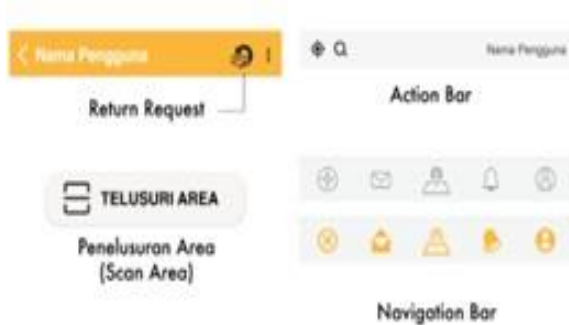 Nama Pengguna
Return Request
TELUSURI AREA
Penelusuran Area
(Scan Area)
Nama Pengguna
Action Bar
Navigation Bar